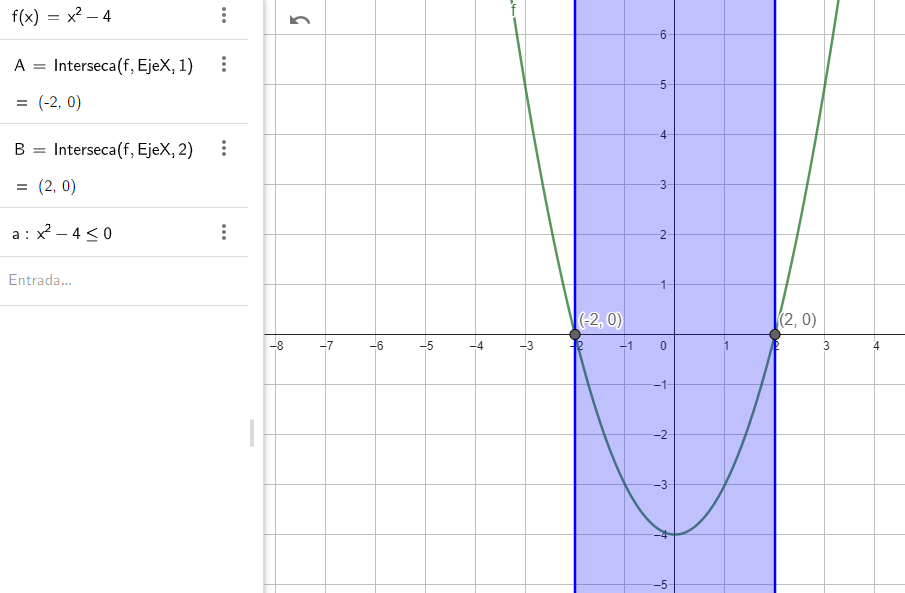 f(x) = x² − 4
A = Interseca(f, EjeX, 1)
= (-2, 0)
B = Interseca(f, EjeX, 2)
= (2, 0)
a : x² − 4 ≤ 0
Entrada...
f
6
5
4
3
2
1
(-2, 0)
(2, 0)
−8 −7 −6 −5 −4 −3 −2 −1 0 1 2 3 4
−1
−2
−3
−4
−5